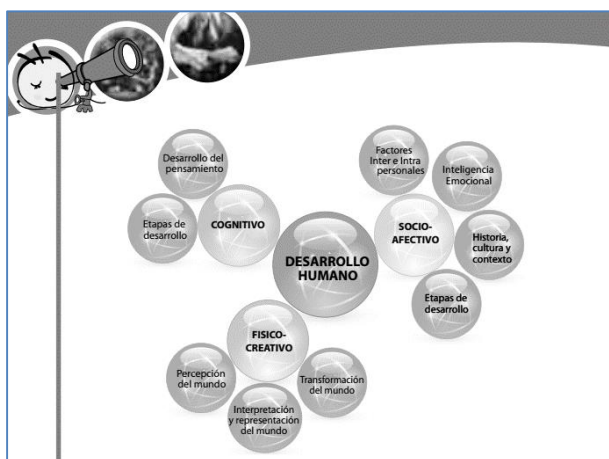 Desarrollo del
pensamiento
Etapas de
desarrollo
COGNITIVO
Factores
Inter e Intra
personales
Inteligencia
Emocional
SOCIO-
AFECTIVO
Historia,
cultura y
contexto
Etapas de
desarrollo
DESARROLLO
HUMANO
FISICO-
CREATIVO
Percepción
del mundo
Interpretación
y representación
del mundo
Transformación
del mundo